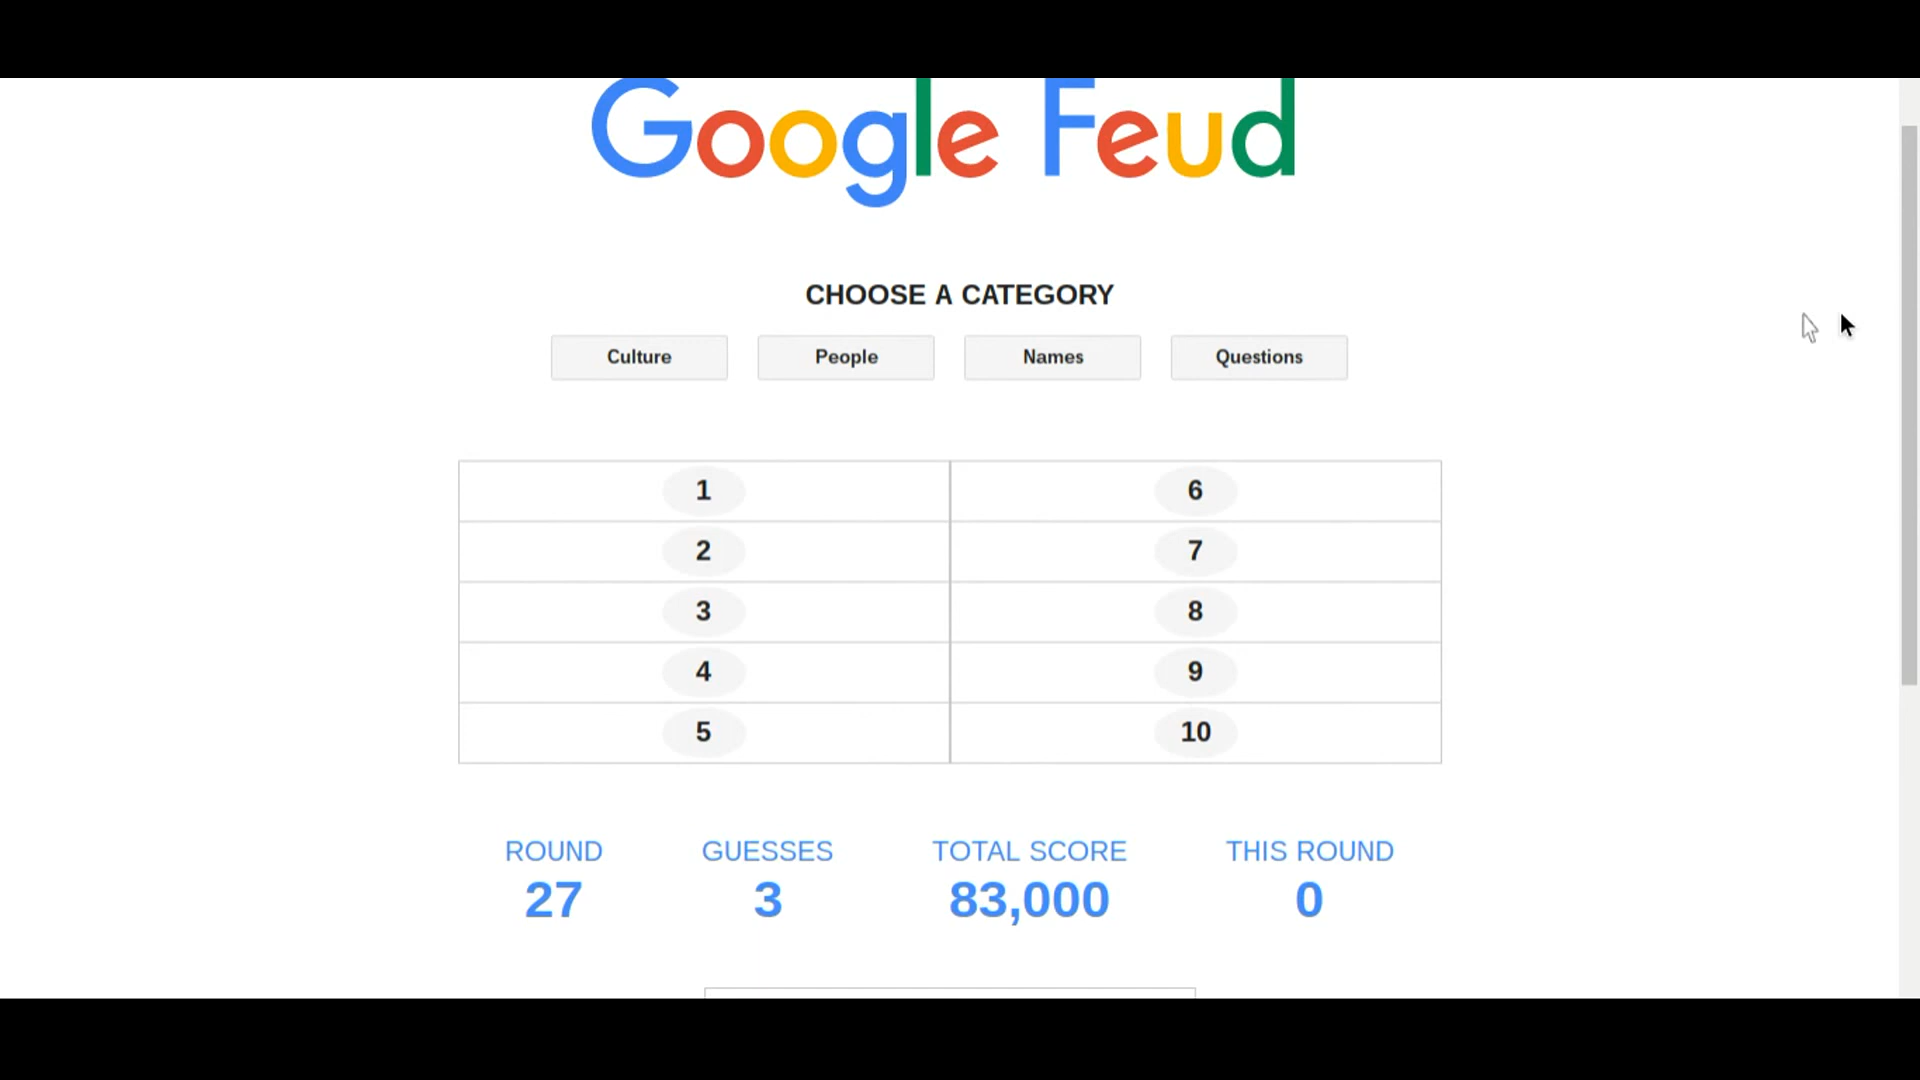 Google Feud
CHOOSE A CATEGORY
Culture People Names Questions
1 6
2 7
3 8
4 9
5 10
ROUND GUESSES TOTAL SCORE THIS ROUND
27 3 83,000 0